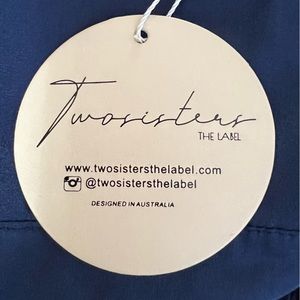 Twosisters
THE LABEL
www.twosistersthelabel.com
@twosistersthelabel
DESIGNED IN AUSTRALIA